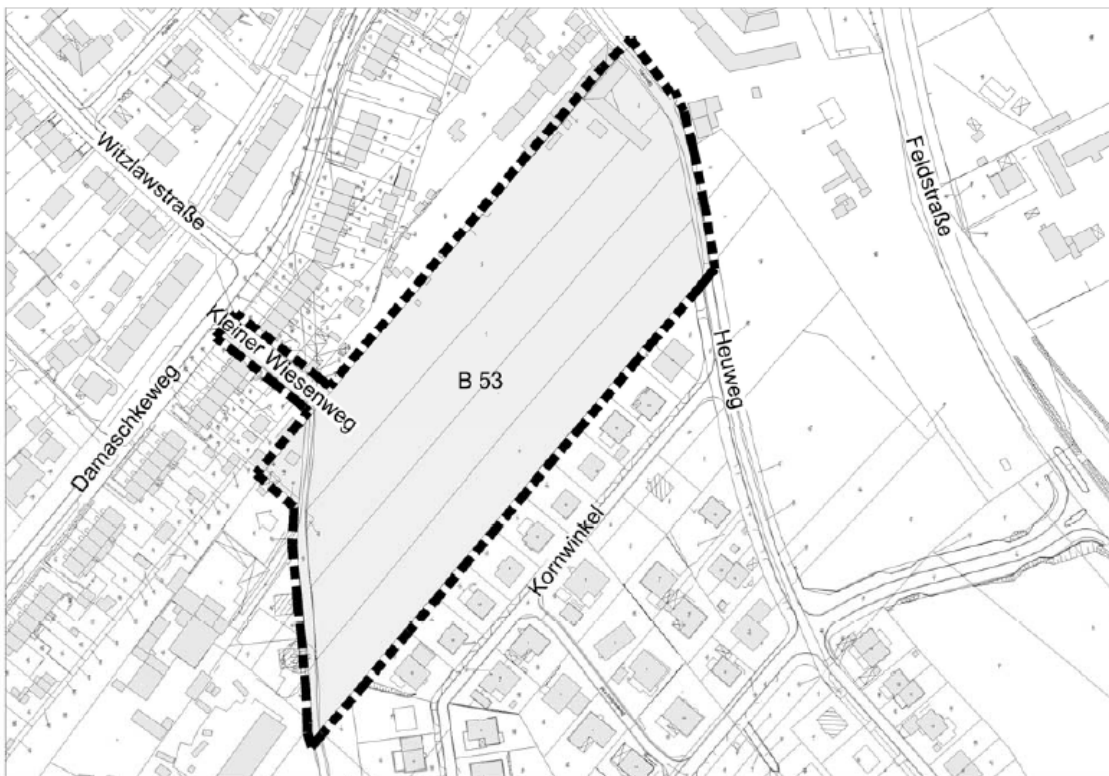 Witzlawstraße
Feldstraße
Kleiner Wiesenweg
B 53
Heuweg
Damaschkeweg
Kornwinkel